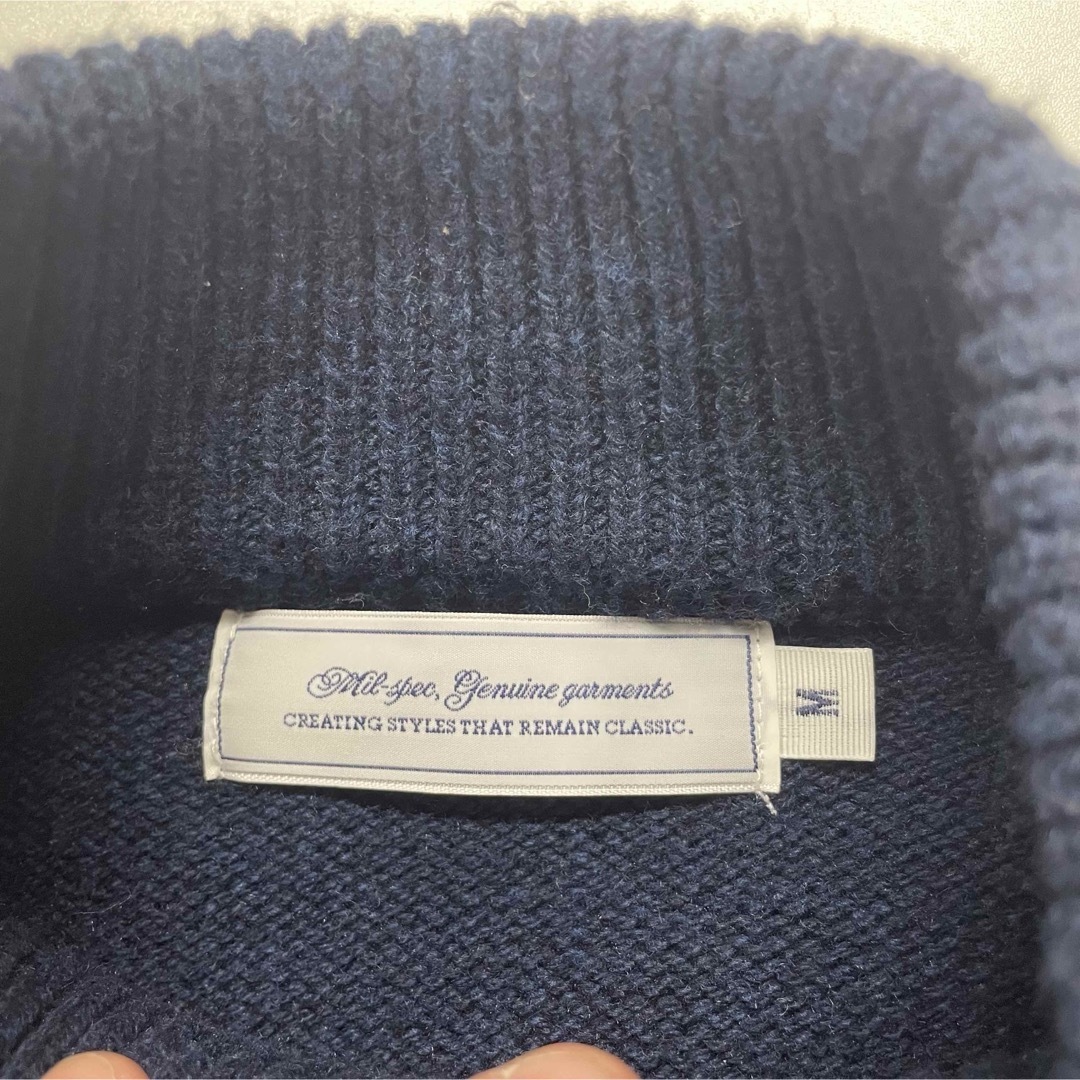 Mil-spec, Genuine garments
CREATING STYLES THAT REMAIN CLASSIC.
M